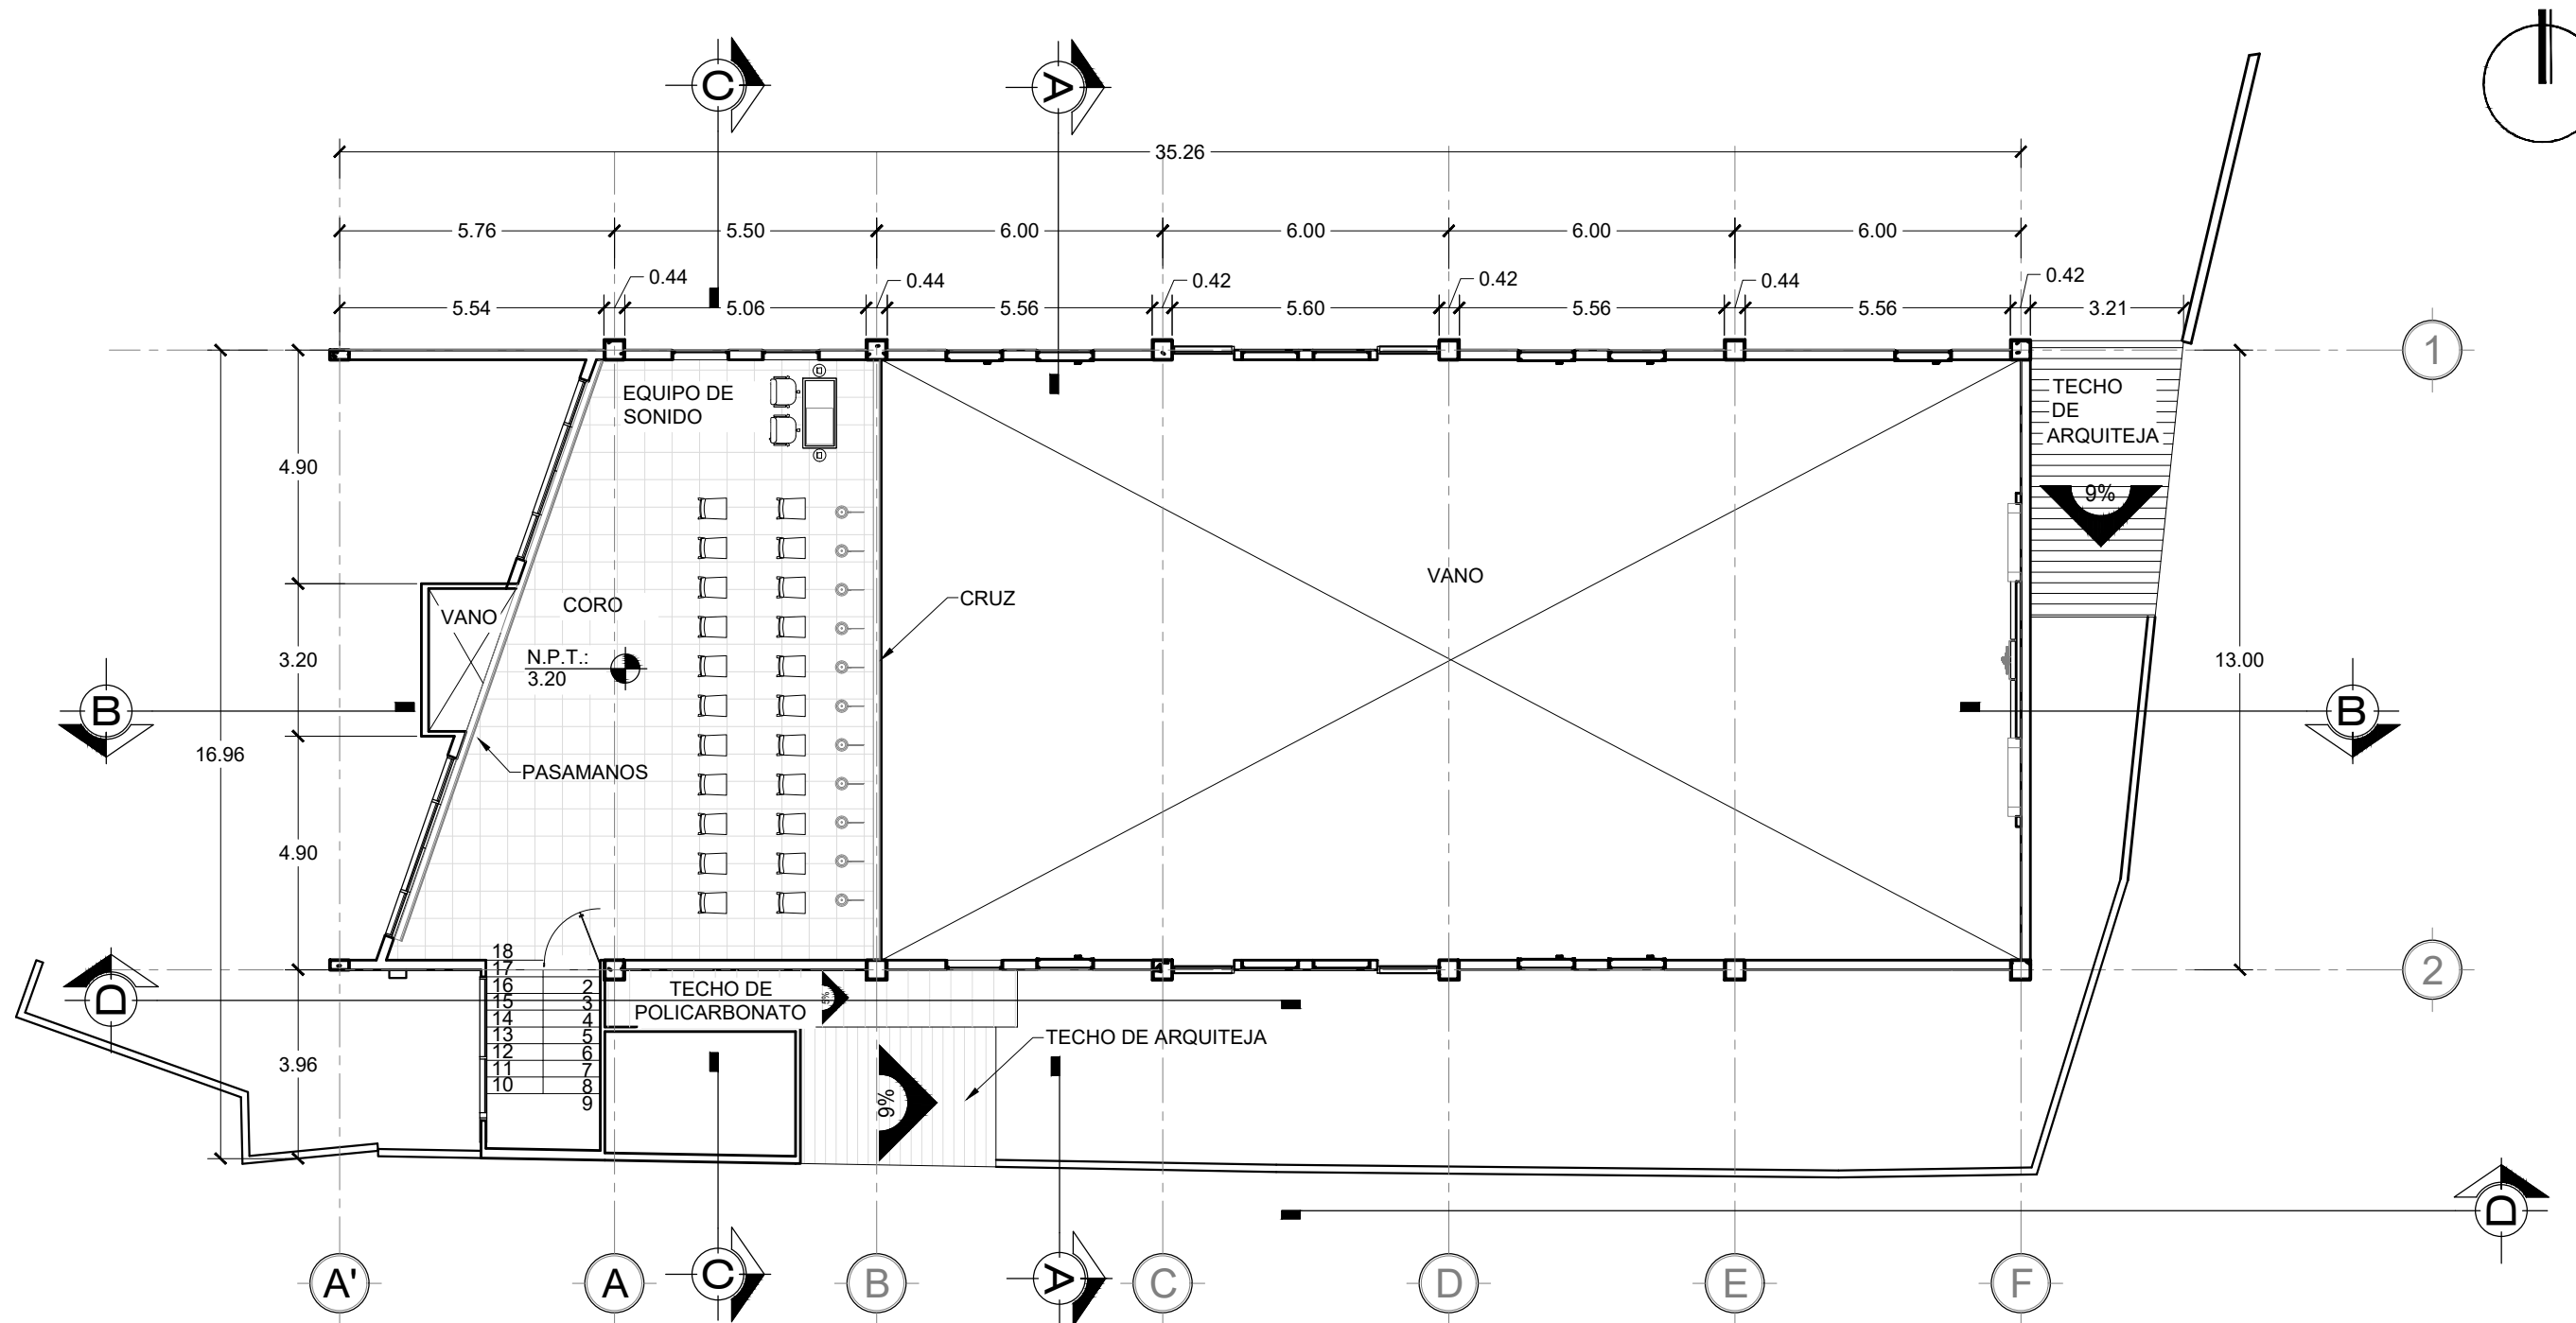 C
A
35.26
5.76
5.50
6.00
6.00
6.00
6.00
0.44
0.44
0.42
0.42
0.44
0.42
5.54
5.06
5.56
5.60
5.56
5.56
3.21
1
EQUIPO DE
SONIDO
TECHO
DE
ARQUITEJA
9%
4.90
VANO
CORO
CRUZ
VANO
N.P.T.:
3.20
3.20
13.00
B
B
16.96
PASAMANOS
4.90
18
17
16
15
14
13
12
11
10
2
3
4
5
6
7
8
9
TECHO DE
POLICARBONATO
5%
2
D
TECHO DE ARQUITEJA
3.96
9%
D
A'
A
C
B
A
C
D
E
F